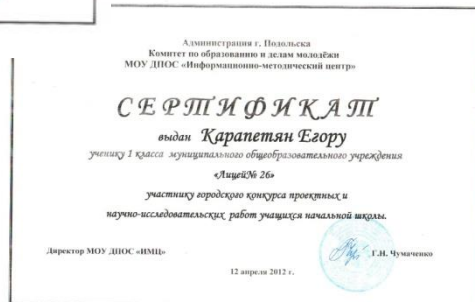 Администрация г. Подольска
Комитет по образованию и делам молодёжи
МОУ ДПОС «Информационно-методический центр»
СЕРТИФИКАТ
выдан Карапетян Егору
ученику 1 класса муниципального общеобразовательного учреждения
«Лицей№ 26»
участнику городского конкурса проектных и
научно-исследовательских работ учащихся начальной школы.
Директор МОУ ДПОС «ИМЦ» Г.Н. Чумаченко
12 апреля 2012 г.